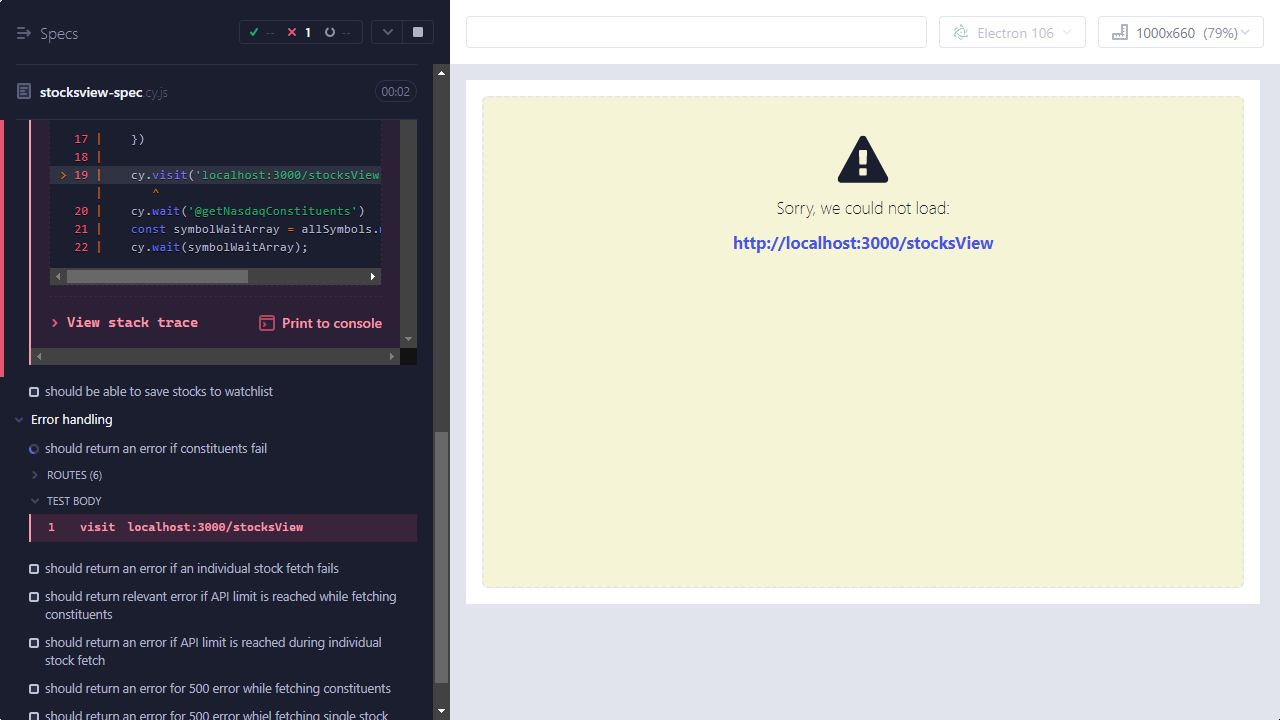 Specs
--
1
--
Electron 106
1000x660 (79%)
stocksview-spec.cy.js
00:02
17 | })
18 |
> 19 | cy.visit('localhost:3000/stocksView
| ^
20 | cy.wait('@getNasdaqConstituents')
21 | const symbolWaitArray = allSymbols.
22 | cy.wait(symbolWaitArray);
View stack trace
Print to console
should be able to save stocks to watchlist
Error handling
should return an error if constituents fail
ROUTES (6)
TEST BODY
1 visit localhost:3000/stocksView
should return an error if an individual stock fetch fails
should return relevant error if API limit is reached while fetching
constituents
should return an error if API limit is reached during individual
stock fetch
should return an error for 500 error while fetching constituents
should return an error for 500 error whiel fetching single stock
Sorry, we could not load:
http://localhost:3000/stocksView